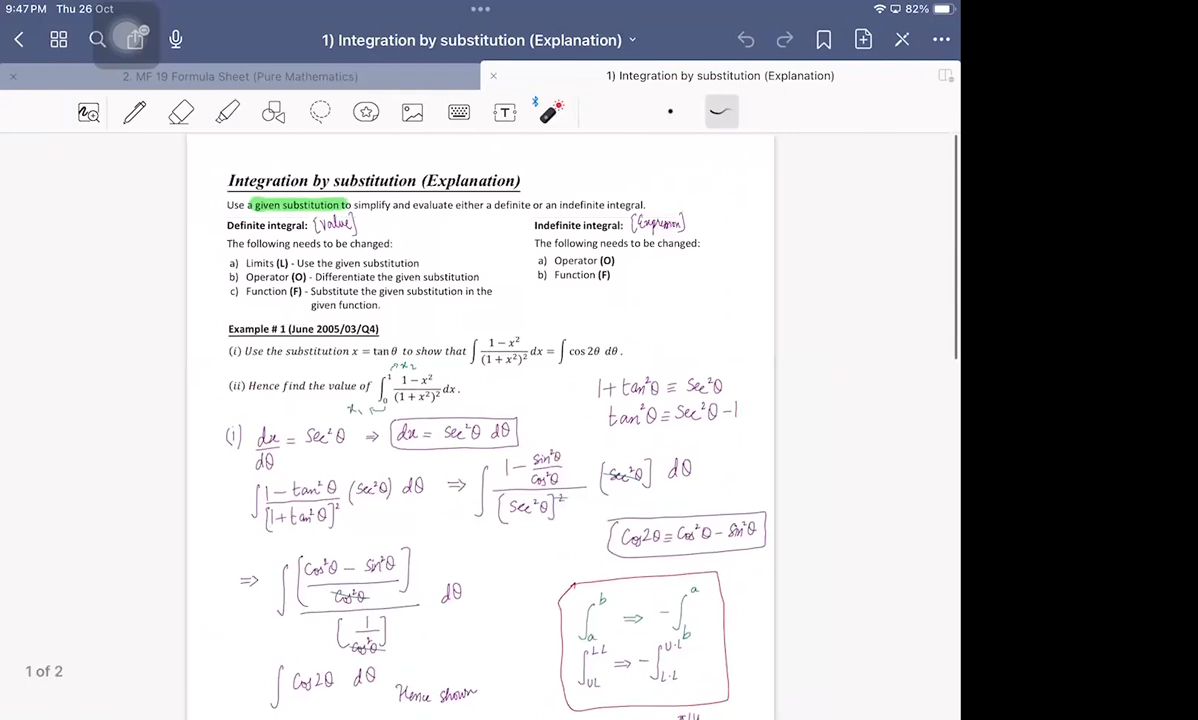 9:47 PM Thu 26 Oct
82%
1) Integration by substitution (Explanation)
2. MF 19 Formula Sheet (Pure Mathematics)
1) Integration by substitution (Explanation)
Integration by substitution (Explanation)
Use a given substitution to simplify and evaluate either a definite or an indefinite integral.
Definite integral: [Value]
The following needs to be changed:
a) Limits (L) - Use the given substitution
b) Operator (O) - Differentiate the given substitution
c) Function (F) - Substitute the given substitution in the
given function.
Indefinite integral: [Expression]
The following needs to be changed:
a) Operator (O)
b) Function (F)
Example # 1 (June 2005/03/Q4)
(i) Use the substitution x = tan θ to show that ∫ (1 − x²)/(1 + x²)² dx = ∫ cos 2θ dθ .
(ii) Hence find the value of ∫₀¹ (1 − x²)/(1 + x²)² dx .
x₂
x₁
1 + tan²θ ≡ Sec²θ
tan²θ ≡ Sec²θ − 1
(i) dx/dθ = Sec²θ ⇒ dx = Sec²θ dθ
∫ (1 − tan²θ)/[1 + tan²θ]² (Sec²θ) dθ ⇒ ∫ (1 − Sin²θ/Cos²θ)/[Sec²θ]² [Sec²θ] dθ
Cos2θ ≡ Cos²θ − Sin²θ
⇒ ∫ [(Cos²θ − Sin²θ)/Cos²θ]/[1/Cos²θ] dθ
∫ Cos2θ dθ Hence shown
∫ₐᵇ ⇒ −∫_b^a
∫_UL^LL ⇒ −∫_L.L^U.L
π/4
1 of 2